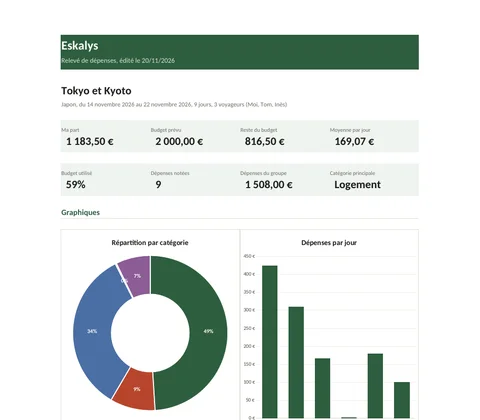 Eskalys
Relevé de dépenses, édité le 20/11/2026
Tokyo et Kyoto
Japon, du 14 novembre 2026 au 22 novembre 2026, 9 jours, 3 voyageurs (Moi, Tom, Inès)
Ma part Budget prévu Reste du budget Moyenne par jour
1 183,50 € 2 000,00 € 816,50 € 169,07 €
Budget utilisé Dépenses notées Dépenses du groupe Catégorie principale
59% 9 1 508,00 € Logement
Graphiques
Répartition par catégorie
7%
0%
34%
49%
9%
Dépenses par jour
450 €
400 €
350 €
300 €
250 €
200 €
150 €
100 €
50 €
0 €